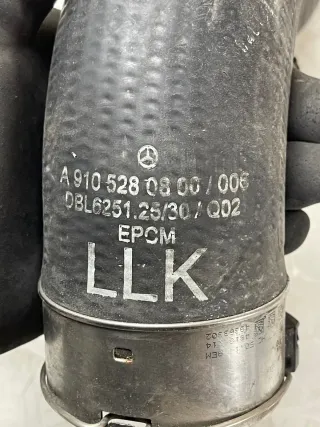 A 910 528 08 00 / 006
DBL6251.25/30 / Q02
EPCM
LLK